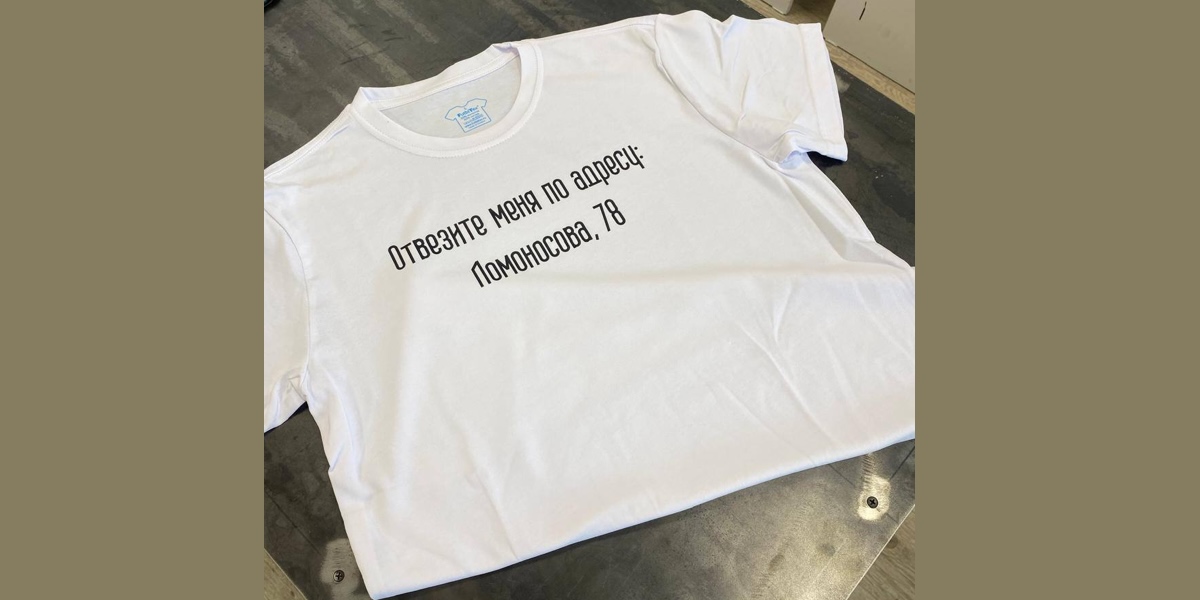 Отвезите меня по адресу:
Ломоносова, 78